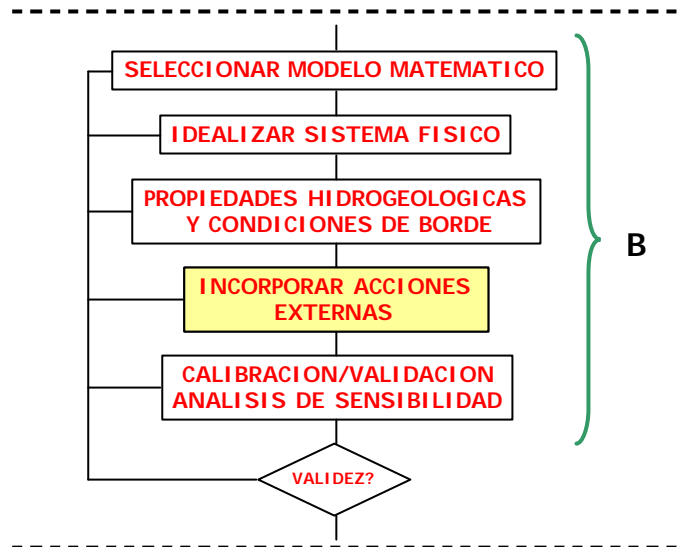 SELECCIONAR MODELO MATEMATICO
IDEALIZAR SISTEMA FISICO
PROPIEDADES HIDROGEOLOGICAS
Y CONDICIONES DE BORDE
INCORPORAR ACCIONES
EXTERNAS
CALIBRACION/VALIDACION
ANALISIS DE SENSIBILIDAD
VALIDEZ?
B